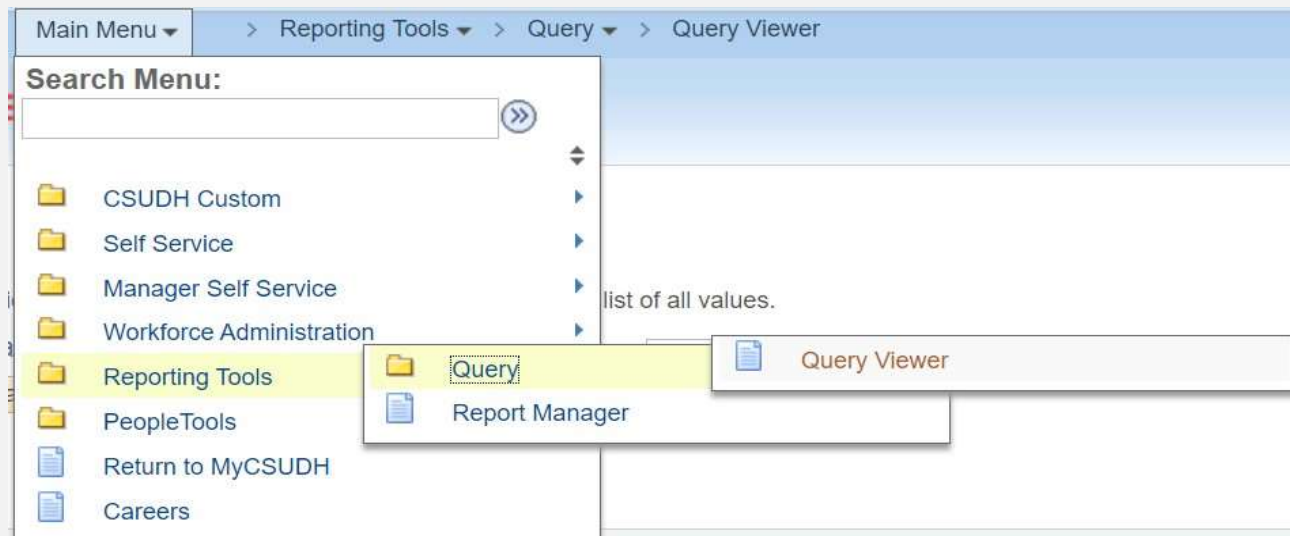 Main Menu > Reporting Tools > Query > Query Viewer
Search Menu:
CSUDH Custom
Self Service
Manager Self Service
list of all values.
Workforce Administration
Reporting Tools
Query
Query Viewer
Report Manager
PeopleTools
Return to MyCSUDH
Careers